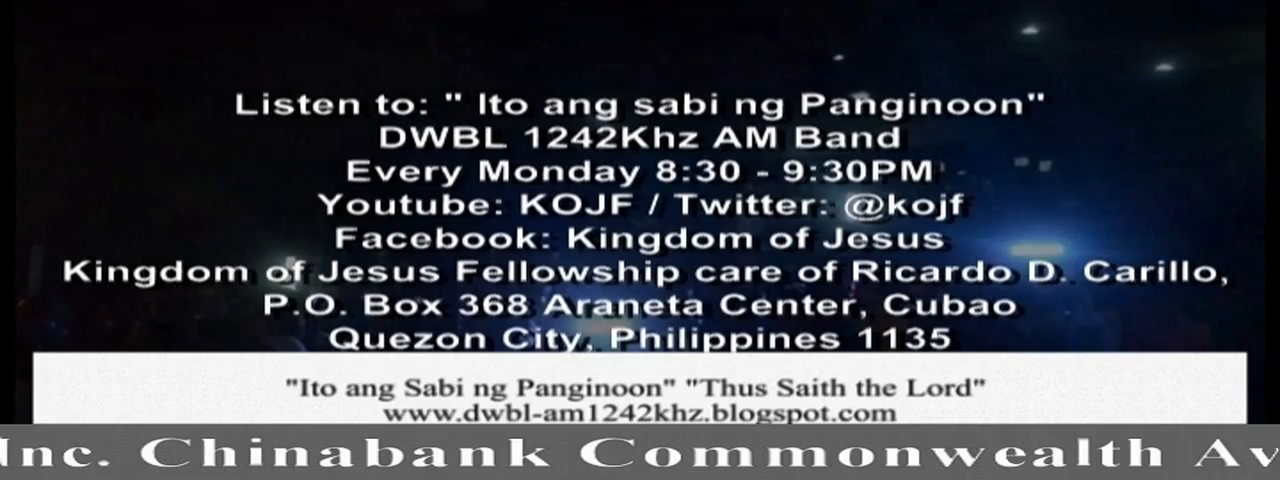 Listen to: " Ito ang sabi ng Panginoon"
DWBL 1242Khz AM Band
Every Monday 8:30 - 9:30PM
Youtube: KOJF / Twitter: @kojf
Facebook: Kingdom of Jesus
Kingdom of Jesus Fellowship care of Ricardo D. Carillo,
P.O. Box 368 Araneta Center, Cubao
Quezon City, Philippines 1135
"Ito ang Sabi ng Panginoon" "Thus Saith the Lord"
www.dwbl-am1242khz.blogspot.com
Inc. Chinabank Commonwealth Av